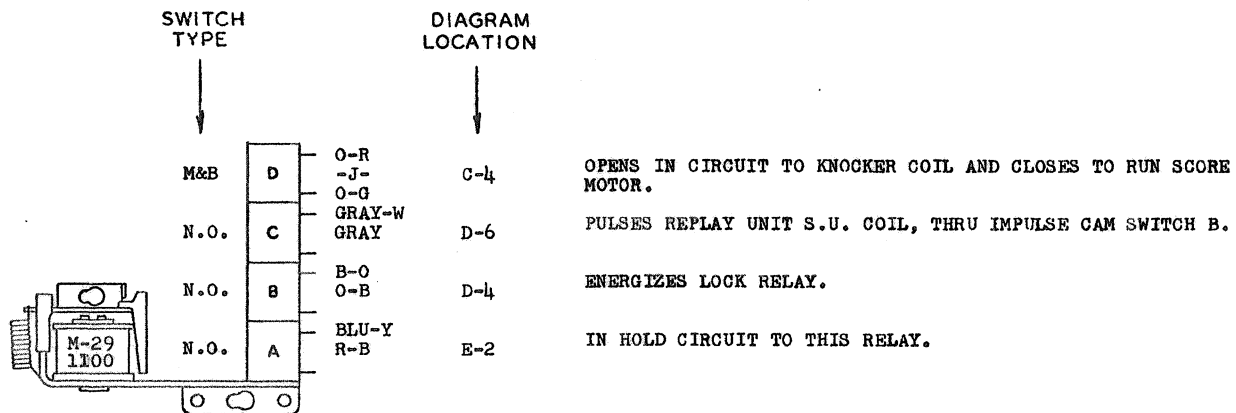 SWITCH TYPE
DIAGRAM LOCATION
M&B D O-R -J- O-G C-4 OPENS IN CIRCUIT TO KNOCKER COIL AND CLOSES TO RUN SCORE MOTOR.
N.O. C GRAY-W GRAY D-6 PULSES REPLAY UNIT S.U. COIL, THRU IMPULSE CAM SWITCH B.
N.O. B B-O O-B D-4 ENERGIZES LOCK RELAY.
N.O. A BLU-Y R-B E-2 IN HOLD CIRCUIT TO THIS RELAY.
M-29
1100